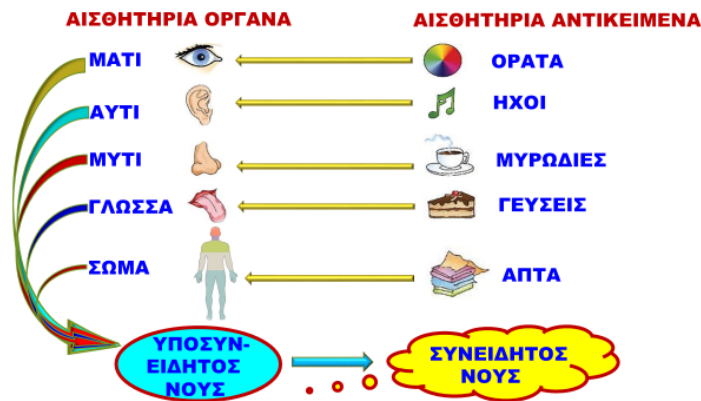 ΑΙΣΘΗΤΗΡΙΑ ΟΡΓΑΝΑ
ΑΙΣΘΗΤΗΡΙΑ ΑΝΤΙΚΕΙΜΕΝΑ
ΜΑΤΙ
ΟΡΑΤΑ
ΑΥΤΙ
ΗΧΟΙ
ΜΥΤΙ
ΜΥΡΩΔΙΕΣ
ΓΛΩΣΣΑ
ΓΕΥΣΕΙΣ
ΣΩΜΑ
ΑΠΤΑ
ΥΠΟΣΥΝ-
ΕΙΔΗΤΟΣ
ΝΟΥΣ
ΣΥΝΕΙΔΗΤΟΣ
ΝΟΥΣ